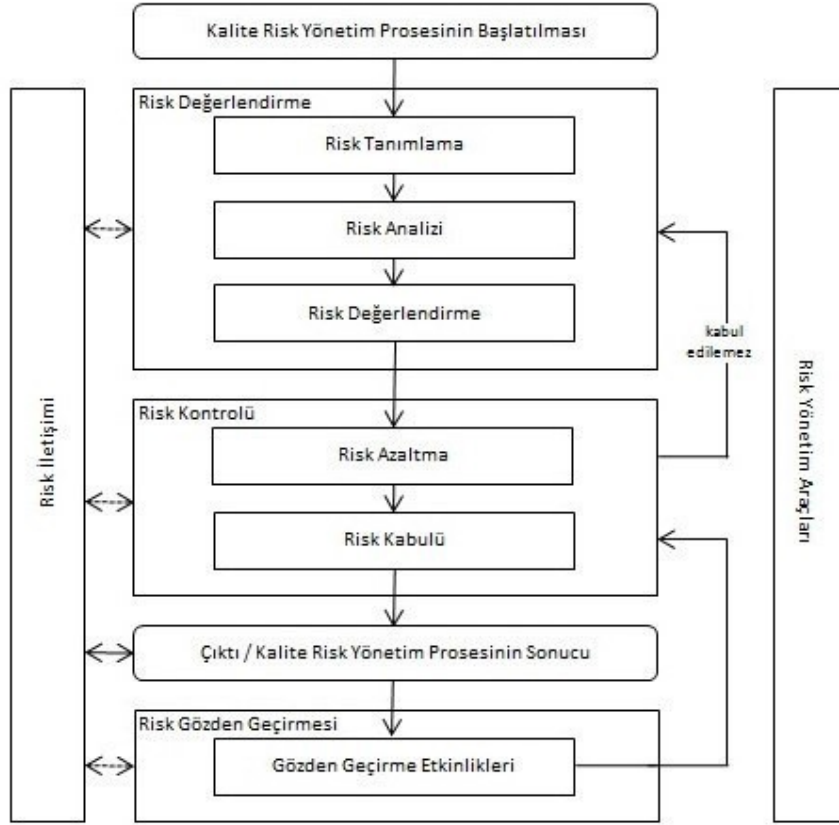 Kalite Risk Yönetim Prosesinin Başlatılması
Risk Değerlendirme
Risk Tanımlama
Risk Analizi
Risk Değerlendirme
kabul
edilemez
Risk Kontrolü
Risk Azaltma
Risk Kabulü
Çıktı / Kalite Risk Yönetim Prosesinin Sonucu
Risk Gözden Geçirmesi
Gözden Geçirme Etkinlikleri
Risk İletişimi
Risk Yönetim Araçları